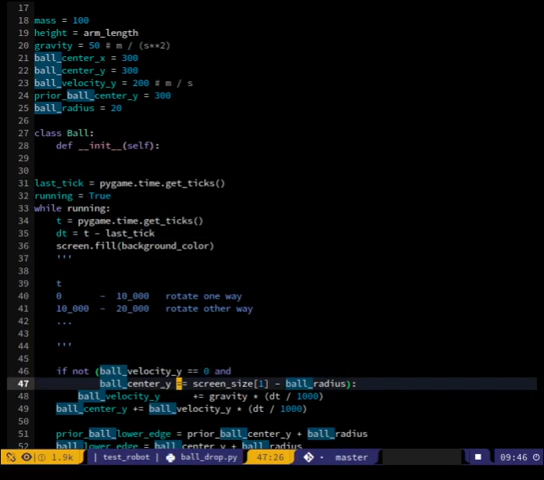 17
18 mass = 100
19 height = arm_length
20 gravity = 50 # m / (s**2)
21 ball_center_x = 300
22 ball_center_y = 300
23 ball_velocity_y = 200 # m / s
24 prior_ball_center_y = 300
25 ball_radius = 20
26
27 class Ball:
28 def __init__(self):
29
30
31 last_tick = pygame.time.get_ticks()
32 running = True
33 while running:
34 t = pygame.time.get_ticks()
35 dt = t - last_tick
36 screen.fill(background_color)
37 '''
38
39 t
40 0 - 10_000 rotate one way
41 10_000 - 20_000 rotate other way
42 ...
43
44 '''
45
46 if not (ball_velocity_y == 0 and
47 ball_center_y == screen_size[1] - ball_radius):
48 ball_velocity_y += gravity * (dt / 1000)
49 ball_center_y += ball_velocity_y * (dt / 1000)
50
51 prior_ball_lower_edge = prior_ball_center_y + ball_radius
52 ball_lower_edge = ball_center_y + ball_radius
1.9k | test_robot | ball_drop.py 47:26 master 09:46